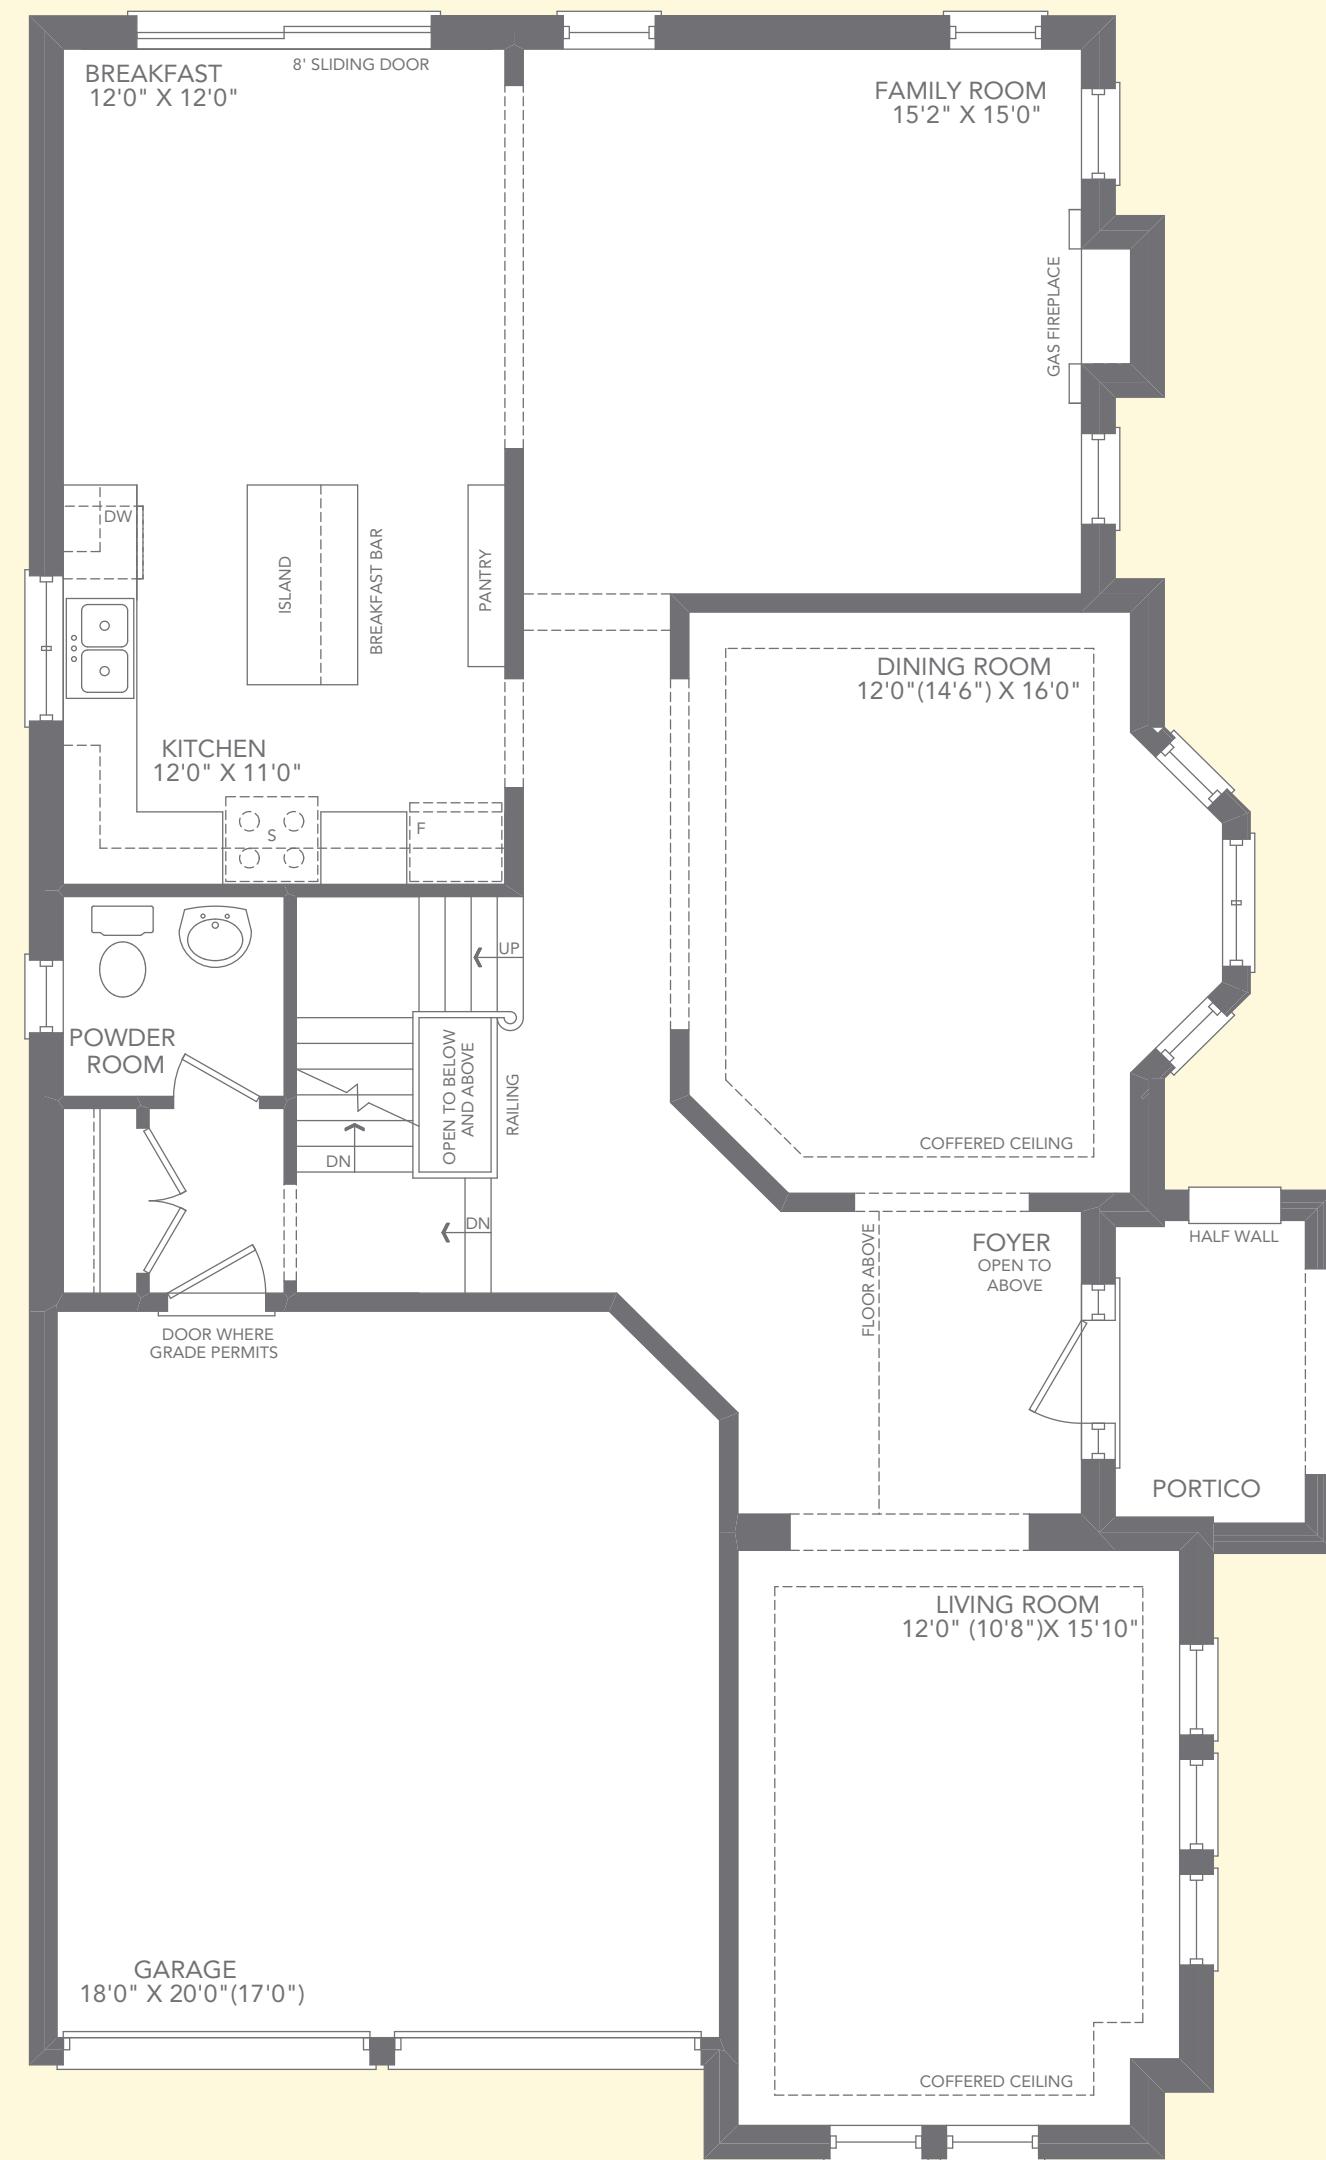 8' SLIDING DOOR
BREAKFAST
12'0" X 12'0"
FAMILY ROOM
15'2" X 15'0"
GAS FIREPLACE
DW
ISLAND
BREAKFAST BAR
PANTRY
DINING ROOM
12'0"(14'6") X 16'0"
KITCHEN
12'0" X 11'0"
S
F
UP
POWDER
ROOM
OPEN TO BELOW
AND ABOVE
RAILING
DN
COFFERED CEILING
DN
FLOOR ABOVE
FOYER
OPEN TO
ABOVE
HALF WALL
DOOR WHERE
GRADE PERMITS
PORTICO
LIVING ROOM
12'0" (10'8")X 15'10"
GARAGE
18'0" X 20'0"(17'0")
COFFERED CEILING